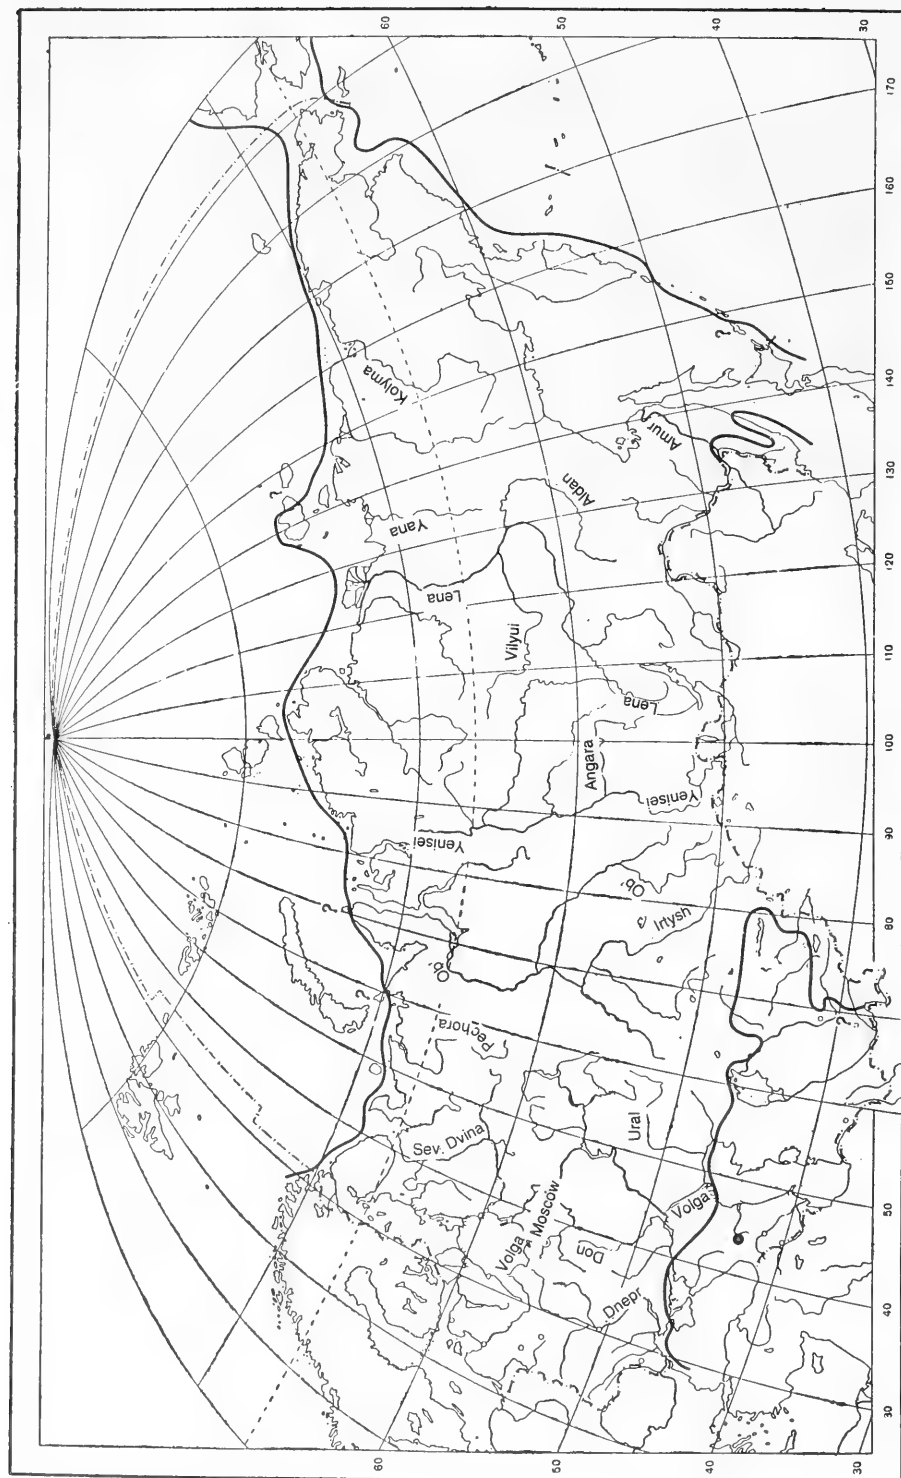 60
50
40
30
170
160
150
140
130
120
110
100
90
80
50
40
30
60
50
40
30
Kolyma
Yana
Lena
Aldan
Amur
Vilyui
Lena
Angara
Yenisei
Yenisei
Ob'
Ob'
Irtysh
Pechora
Sev. Dvina
Ural
Volga
Moscow
Volga
Don
Dnepr
?
?
?
?
?
?